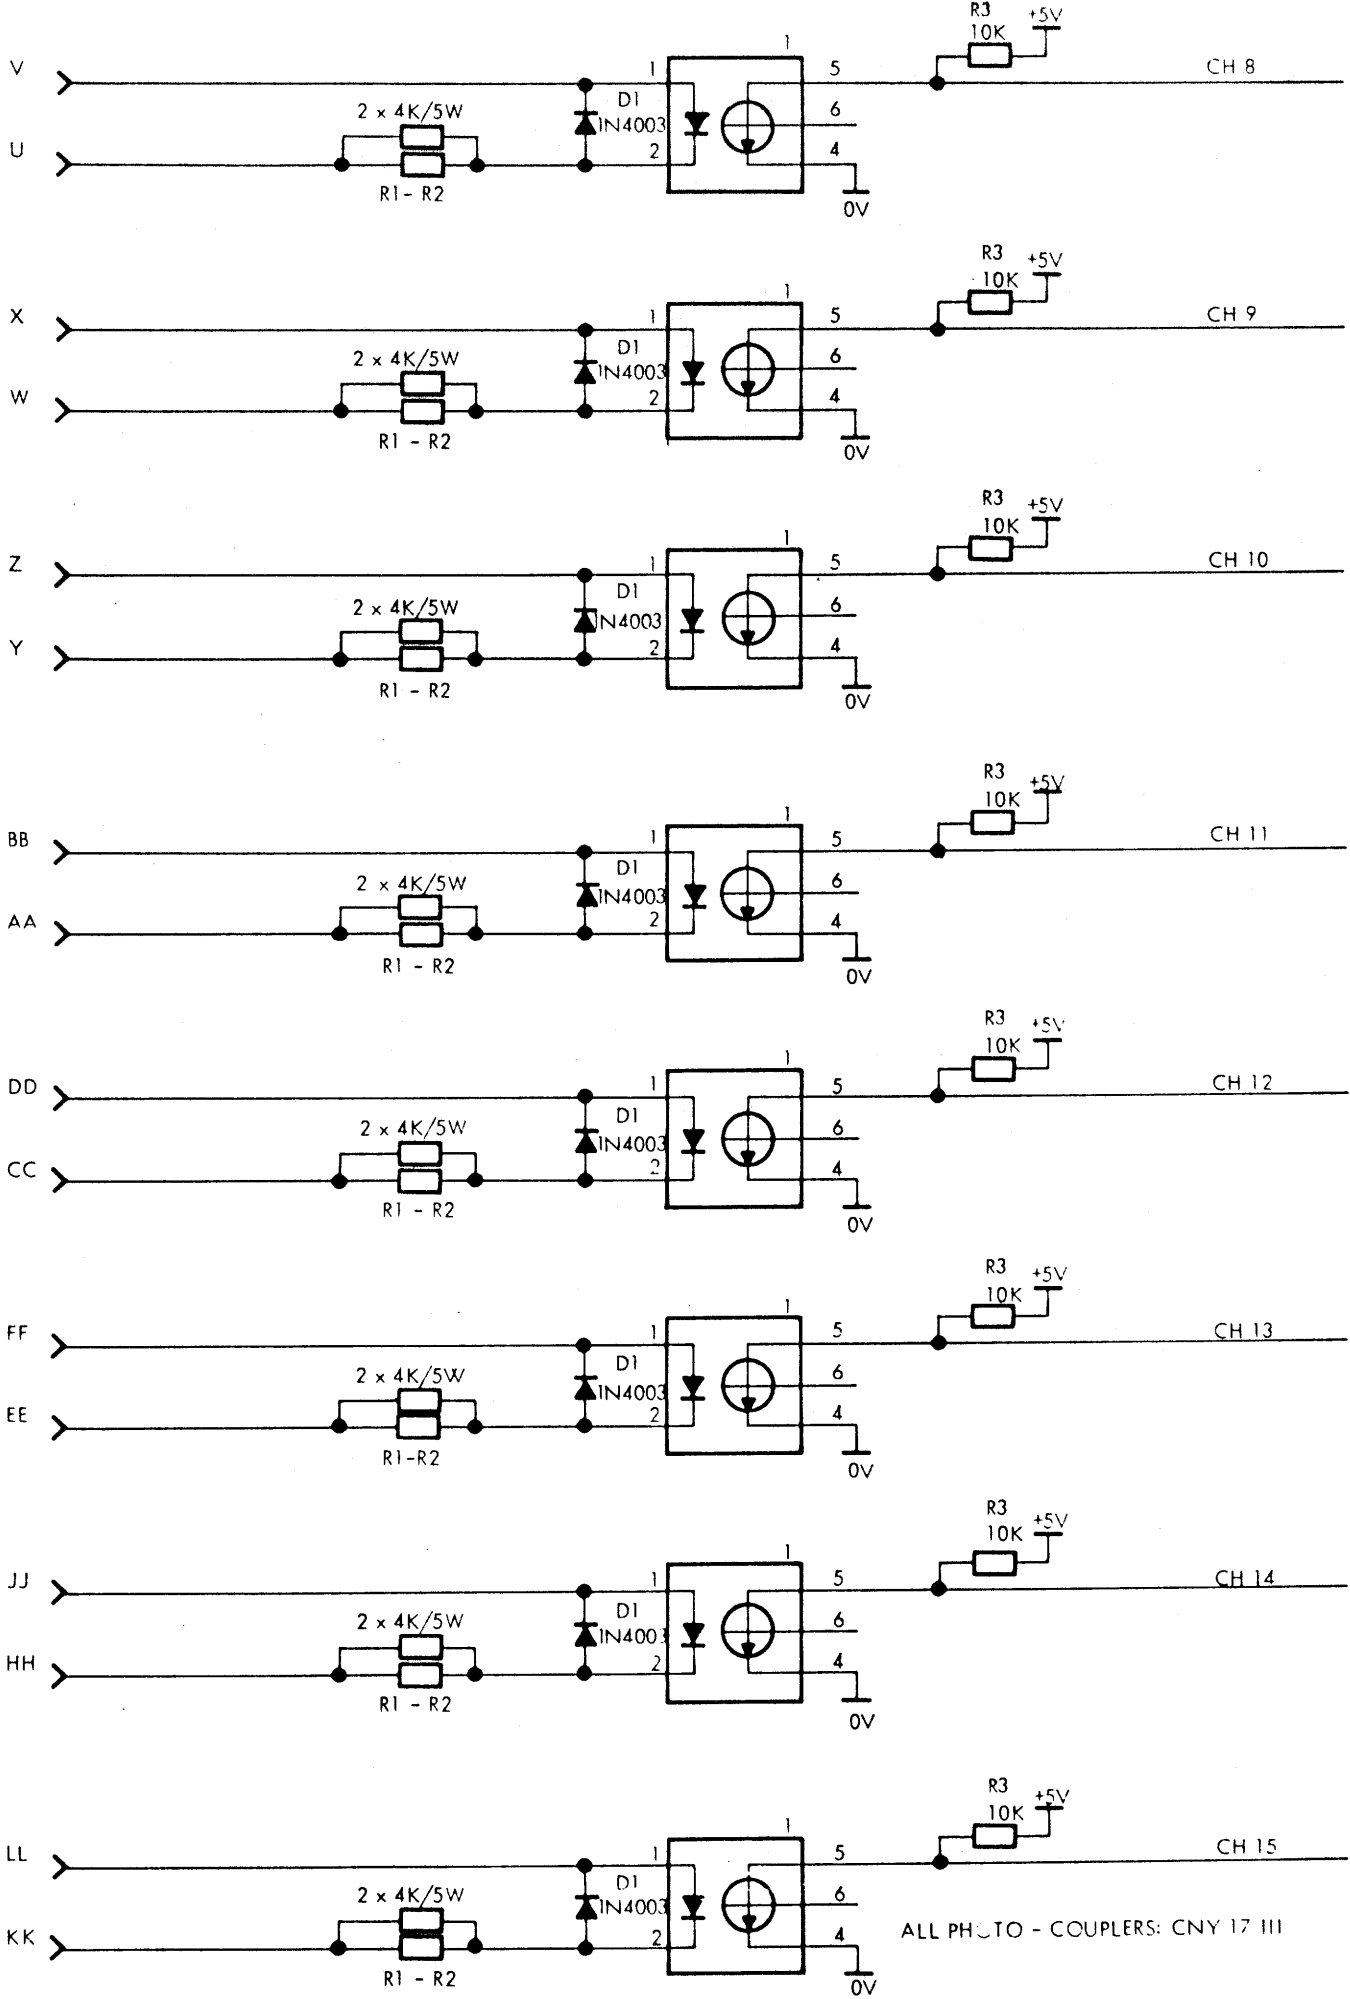 R3 +5V
10K
1
V 1 5 CH 8
D1
2 x 4K/5W 1N4003 6
U 2 4
R1- R2 0V
R3 +5V
10K
1
X 1 5 CH 9
D1
2 x 4K/5W 1N4003 6
W 2 4
R1 - R2 0V
R3 +5V
10K
1
Z 1 5 CH 10
D1
2 x 4K/5W 1N4003 6
Y 2 4
R1 - R2 0V
R3 +5V
10K
1
BB 1 5 CH 11
D1
2 x 4K/5W 1N4003 6
AA 2 4
R1 - R2 0V
R3 +5V
10K
1
DD 1 5 CH 12
D1
2 x 4K/5W 1N4003 6
CC 2 4
R1 - R2 0V
R3 +5V
10K
1
FF 1 5 CH 13
D1
2 x 4K/5W 1N4003 6
EE 2 4
R1-R2 0V
R3 +5V
10K
1
JJ 1 5 CH 14
D1
2 x 4K/5W 1N4003 6
HH 2 4
R1 - R2 0V
R3 +5V
10K
1
LL 1 5 CH 15
D1
2 x 4K/5W 1N4003 6
ALL PHOTO - COUPLERS: CNY 17 III
KK 2 4
R1 - R2 0V